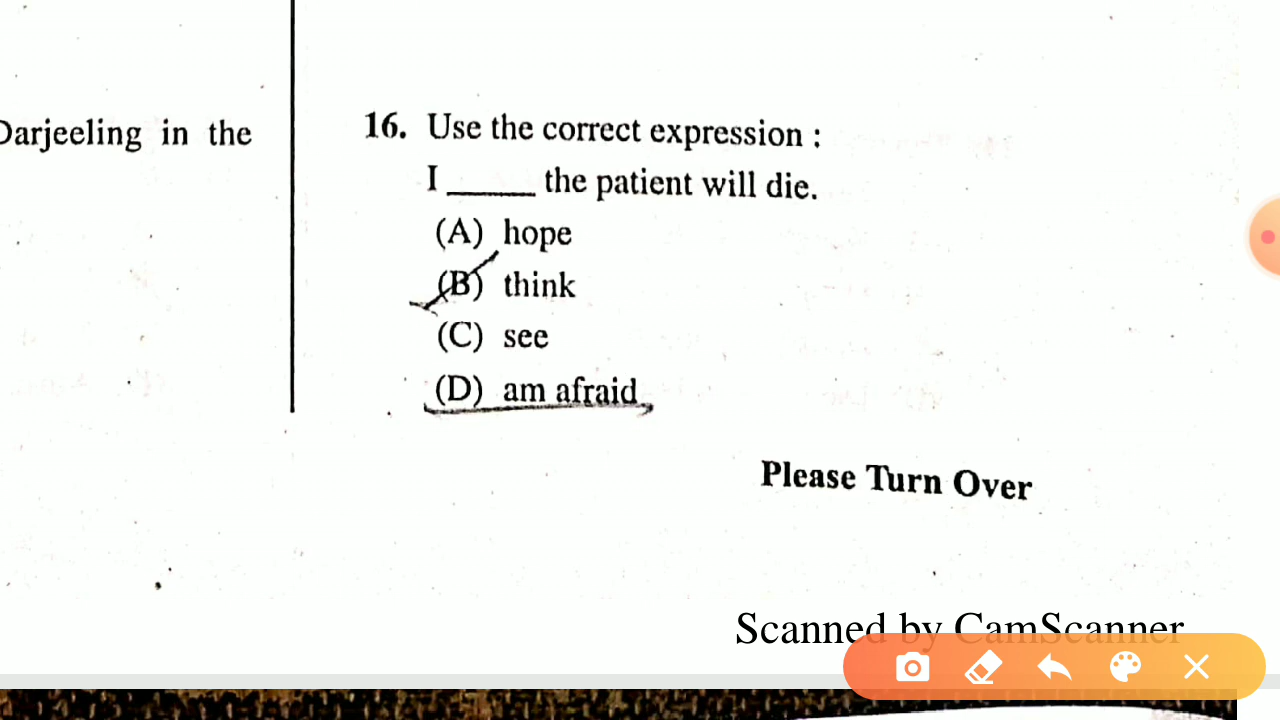 Darjeeling in the
16. Use the correct expression :
I _____ the patient will die.
(A) hope
(B) think
(C) see
(D) am afraid
Please Turn Over
Scanned by CamScanner